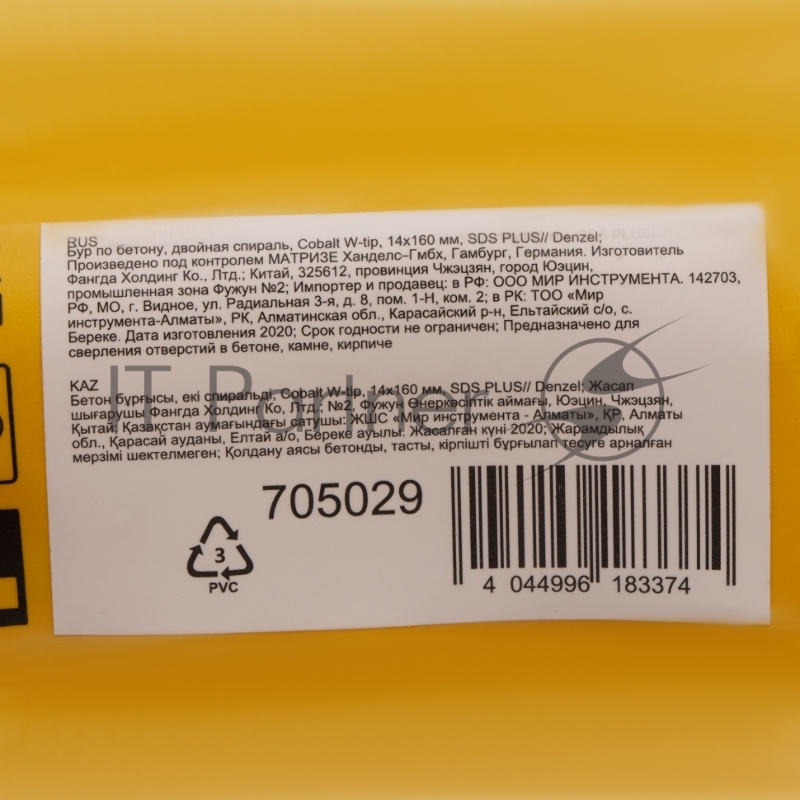 RUS
Бур по бетону, двойная спираль, Cobalt W-tip, 14x160 мм, SDS PLUS// Denzel;
Произведено под контролем МАТРИЗЕ Ханделс–Гмбх, Гамбург, Германия. Изготовитель
Фангда Холдинг Ко., Лтд.; Китай, 325612, провинция Чжэцзян, город Юэцин,
промышленная зона Фужун №2; Импортер и продавец: в РФ: ООО МИР ИНСТРУМЕНТА. 142703,
РФ, МО, г. Видное, ул. Радиальная 3-я, д. 8, пом. 1-Н, ком. 2; в РК: ТОО «Мир
инструмента-Алматы», РК, Алматинская обл., Карасайский р-н, Ельтайский с/о, с.
Береке. Дата изготовления 2020; Срок годности не ограничен; Предназначено для
сверления отверстий в бетоне, камне, кирпиче
KAZ
Бетон бұрғысы, екі спиральді, Cobalt W-tip, 14x160 мм, SDS PLUS// Denzel; Жасап
шығарушы Фангда Холдинг Ко, Лтд; №2, Фужун Өнеркәсіптік аймағы, Юэцин, Чжэцзян,
Қытай; Қазақстан аумағындағы сатушы: ЖШС «Мир инструмента - Алматы», ҚР, Алматы
обл., Қарасай ауданы, Елтай а/о, Береке ауылы. Жасалған күні 2020; Жарамдылық
мерзімі шектелмеген; Қолдану аясы бетонды, тасты, кірпішті бұрғылап тесуге арналған
IT Partner
705029
3
PVC
4 044996 183374